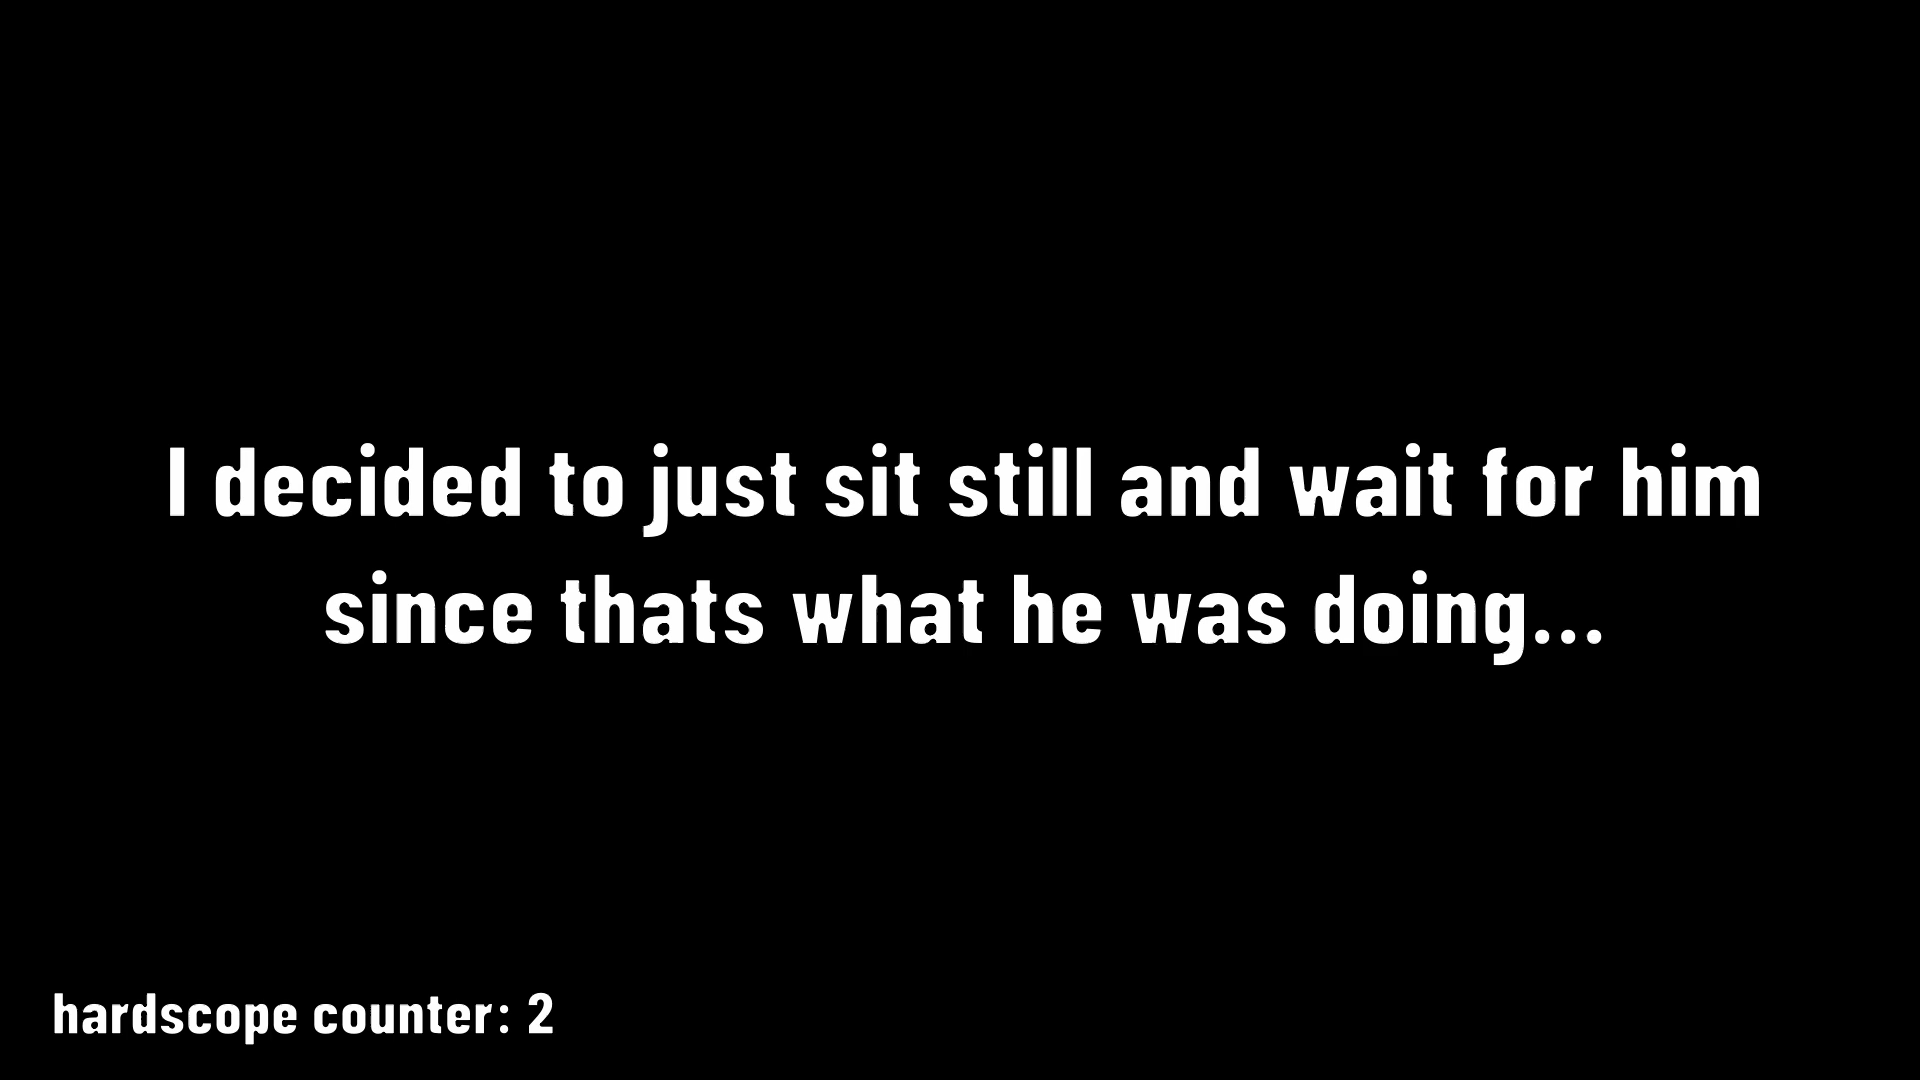 I decided to just sit still and wait for him
since thats what he was doing...
hardscope counter: 2